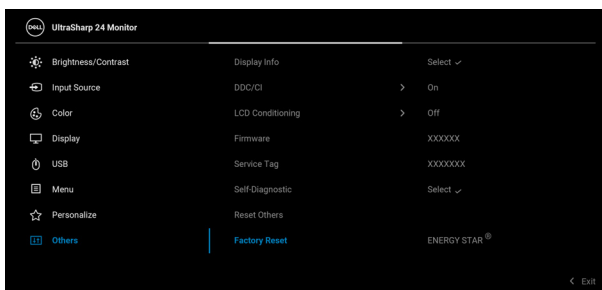 DELL UltraSharp 24 Monitor
Brightness/Contrast Display Info Select ✓
Input Source DDC/CI > On
Color LCD Conditioning > Off
Display Firmware XXXXXX
USB Service Tag XXXXXXX
Menu Self-Diagnostic Select ✓
Personalize Reset Others
Others Factory Reset ENERGY STAR ®
< Exit